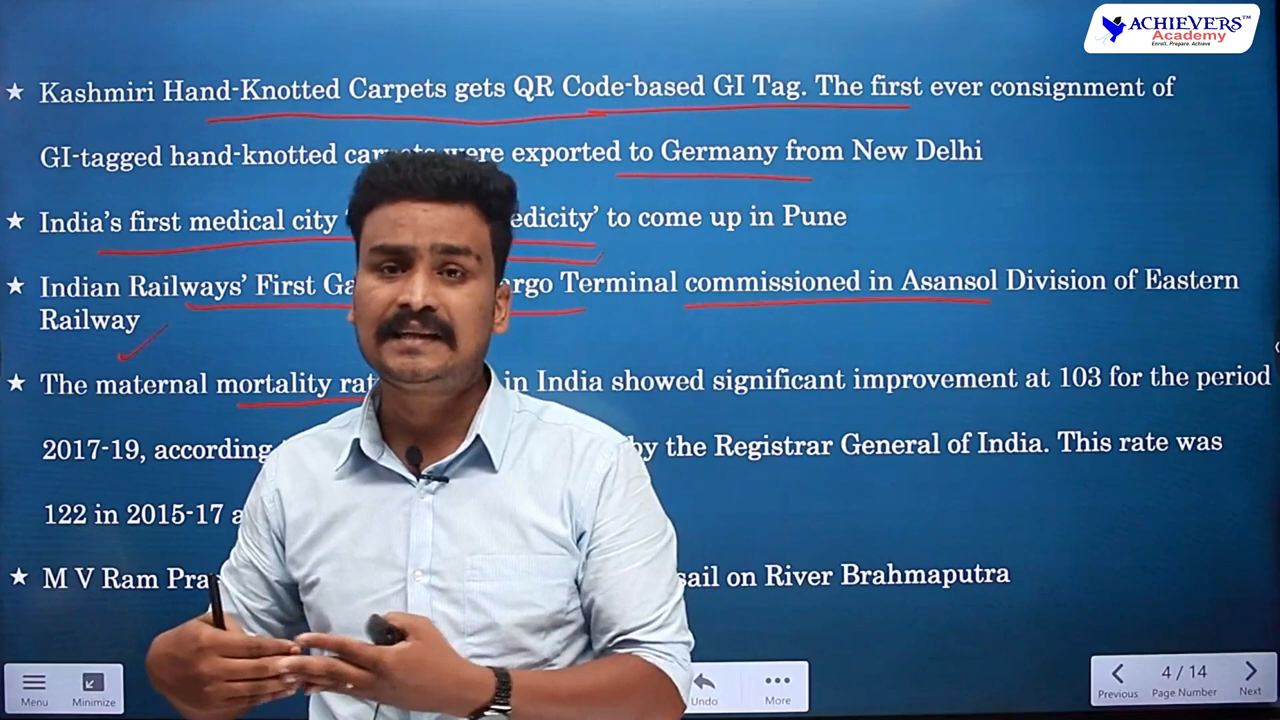 ACHIEVERS™
Academy
Enroll. Prepare. Achieve
★ Kashmiri Hand-Knotted Carpets gets QR Code-based GI Tag. The first ever consignment of
GI-tagged hand-knotted carpets were exported to Germany from New Delhi
★ India's first medical city edicity' to come up in Pune
★ Indian Railways' First Ga rgo Terminal commissioned in Asansol Division of Eastern
Railway
★ The maternal mortality rat in India showed significant improvement at 103 for the period
2017-19, according by the Registrar General of India. This rate was
122 in 2015-17 a
★ M V Ram Pra sail on River Brahmaputra
Menu Minimize Undo More Previous 4 / 14 Page Number Next